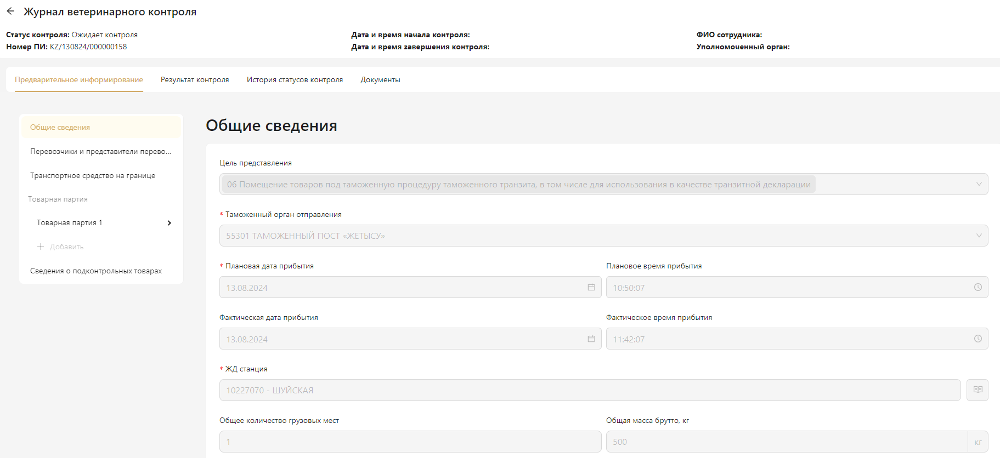 Журнал ветеринарного контроля
Статус контроля: Ожидает контроля
Дата и время начала контроля:
ФИО сотрудника:
Номер ПИ: KZ/130824/000000158
Дата и время завершения контроля:
Уполномоченный орган:
Предварительное информирование
Результат контроля
История статусов контроля
Документы
Общие сведения
Перевозчики и представители перево...
Транспортное средство на границе
Товарная партия
Товарная партия 1
Добавить
Сведения о подконтрольных товарах
Общие сведения
Цель представления
06 Помещение товаров под таможенную процедуру таможенного транзита, в том числе для использования в качестве транзитной декларации
* Таможенный орган отправления
55301 ТАМОЖЕННЫЙ ПОСТ «ЖЕТЫСУ»
* Плановая дата прибытия
Плановое время прибытия
13.08.2024
10:50:07
Фактическая дата прибытия
Фактическое время прибытия
13.08.2024
11:42:07
* ЖД станция
10227070 - ШУЙСКАЯ
Общее количество грузовых мест
Общая масса брутто, кг
1
500
кг